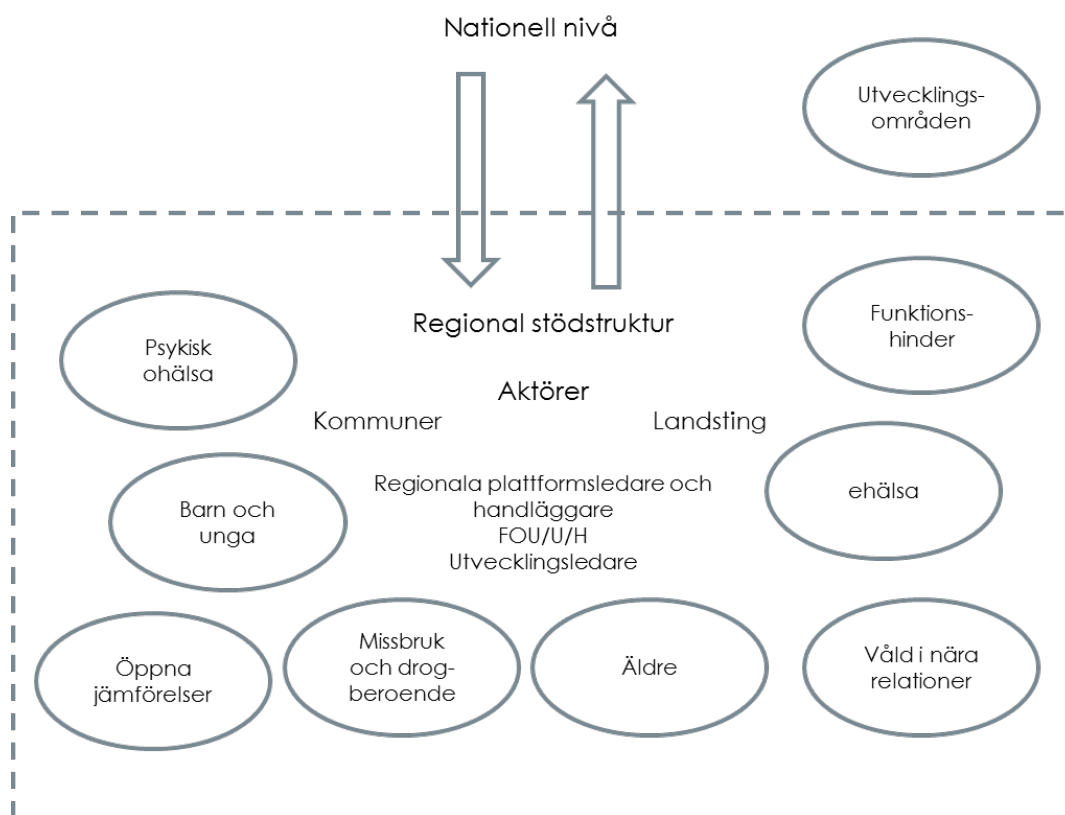 Nationell nivå
Utvecklings-
områden
Regional stödstruktur
Funktions-
hinder
Psykisk
ohälsa
Aktörer
Kommuner
Landsting
ehälsa
Regionala plattformsledare och
handläggare
FOU/U/H
Utvecklingsledare
Barn och
unga
Öppna
jämförelser
Missbruk
och drog-
beroende
Äldre
Våld i nära
relationer